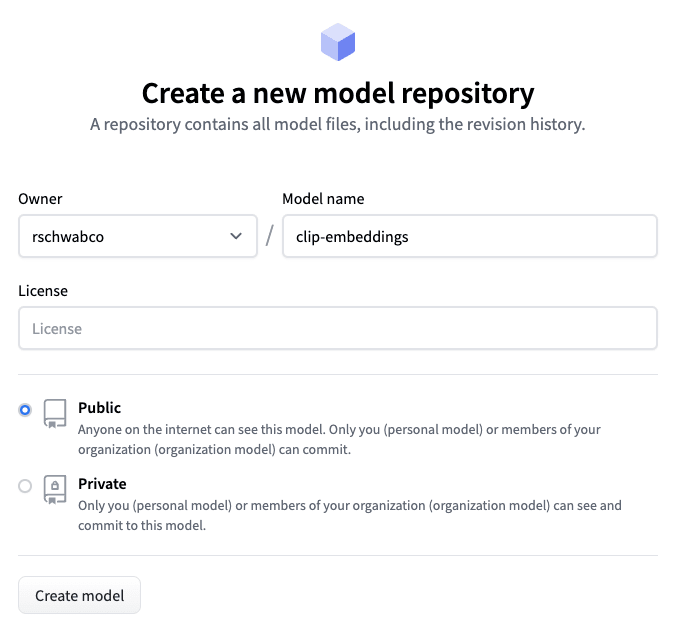 Create a new model repository
A repository contains all model files, including the revision history.
Owner
Model name
rschwabco
/
clip-embeddings
License
License
Public
Anyone on the internet can see this model. Only you (personal model) or members of your
organization (organization model) can commit.
Private
Only you (personal model) or members of your organization (organization model) can see and
commit to this model.
Create model